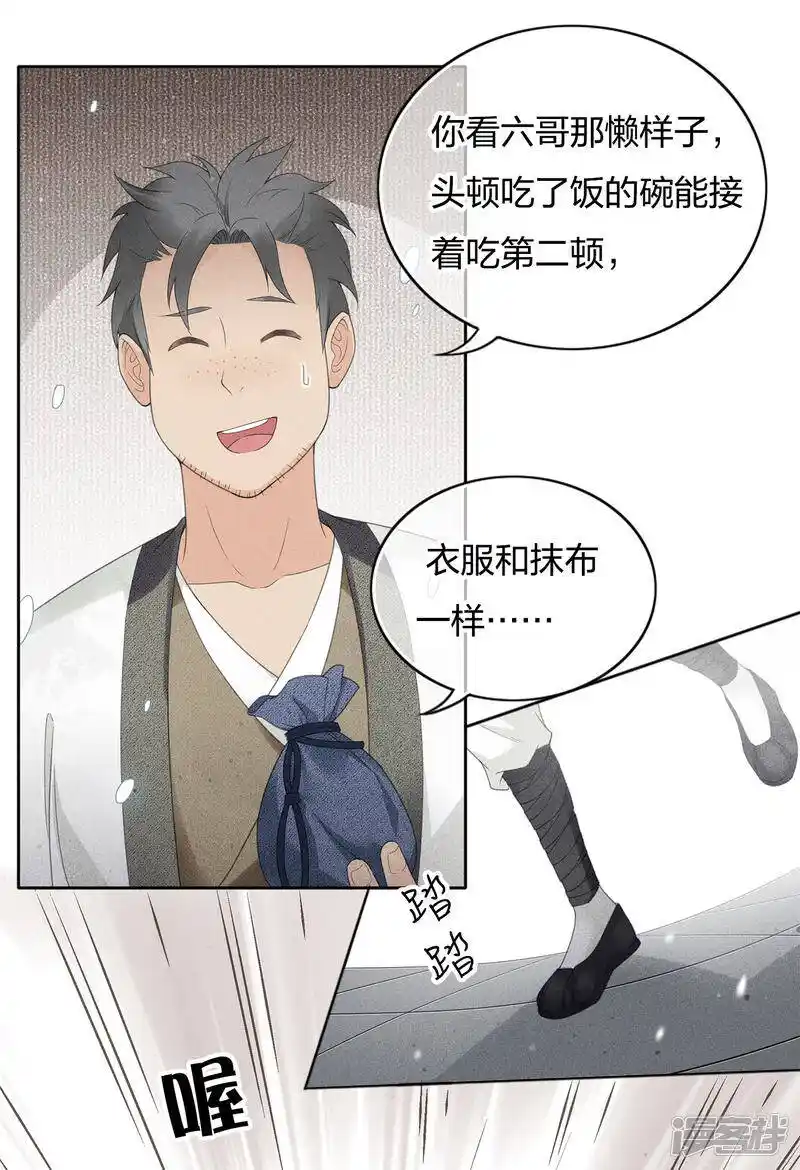 你看六哥那懒样子，
头顿吃了饭的碗能接
着吃第二顿，
衣服和抹布
一样……
踏
踏
喔
漫客栈